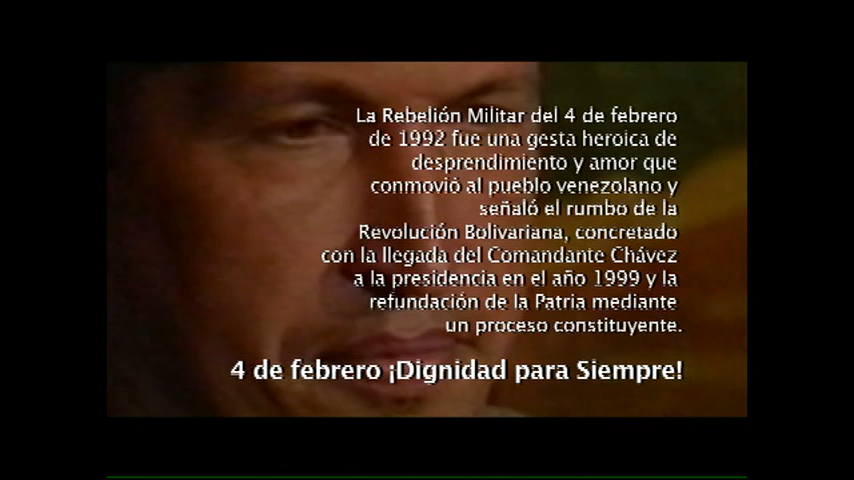 La Rebelión Militar del 4 de febrero
de 1992 fue una gesta heroica de
desprendimiento y amor que
conmovió al pueblo venezolano y
señaló el rumbo de la
Revolución Bolivariana, concretado
con la llegada del Comandante Chávez
a la presidencia en el año 1999 y la
refundación de la Patria mediante
un proceso constituyente.
4 de febrero ¡Dignidad para Siempre!